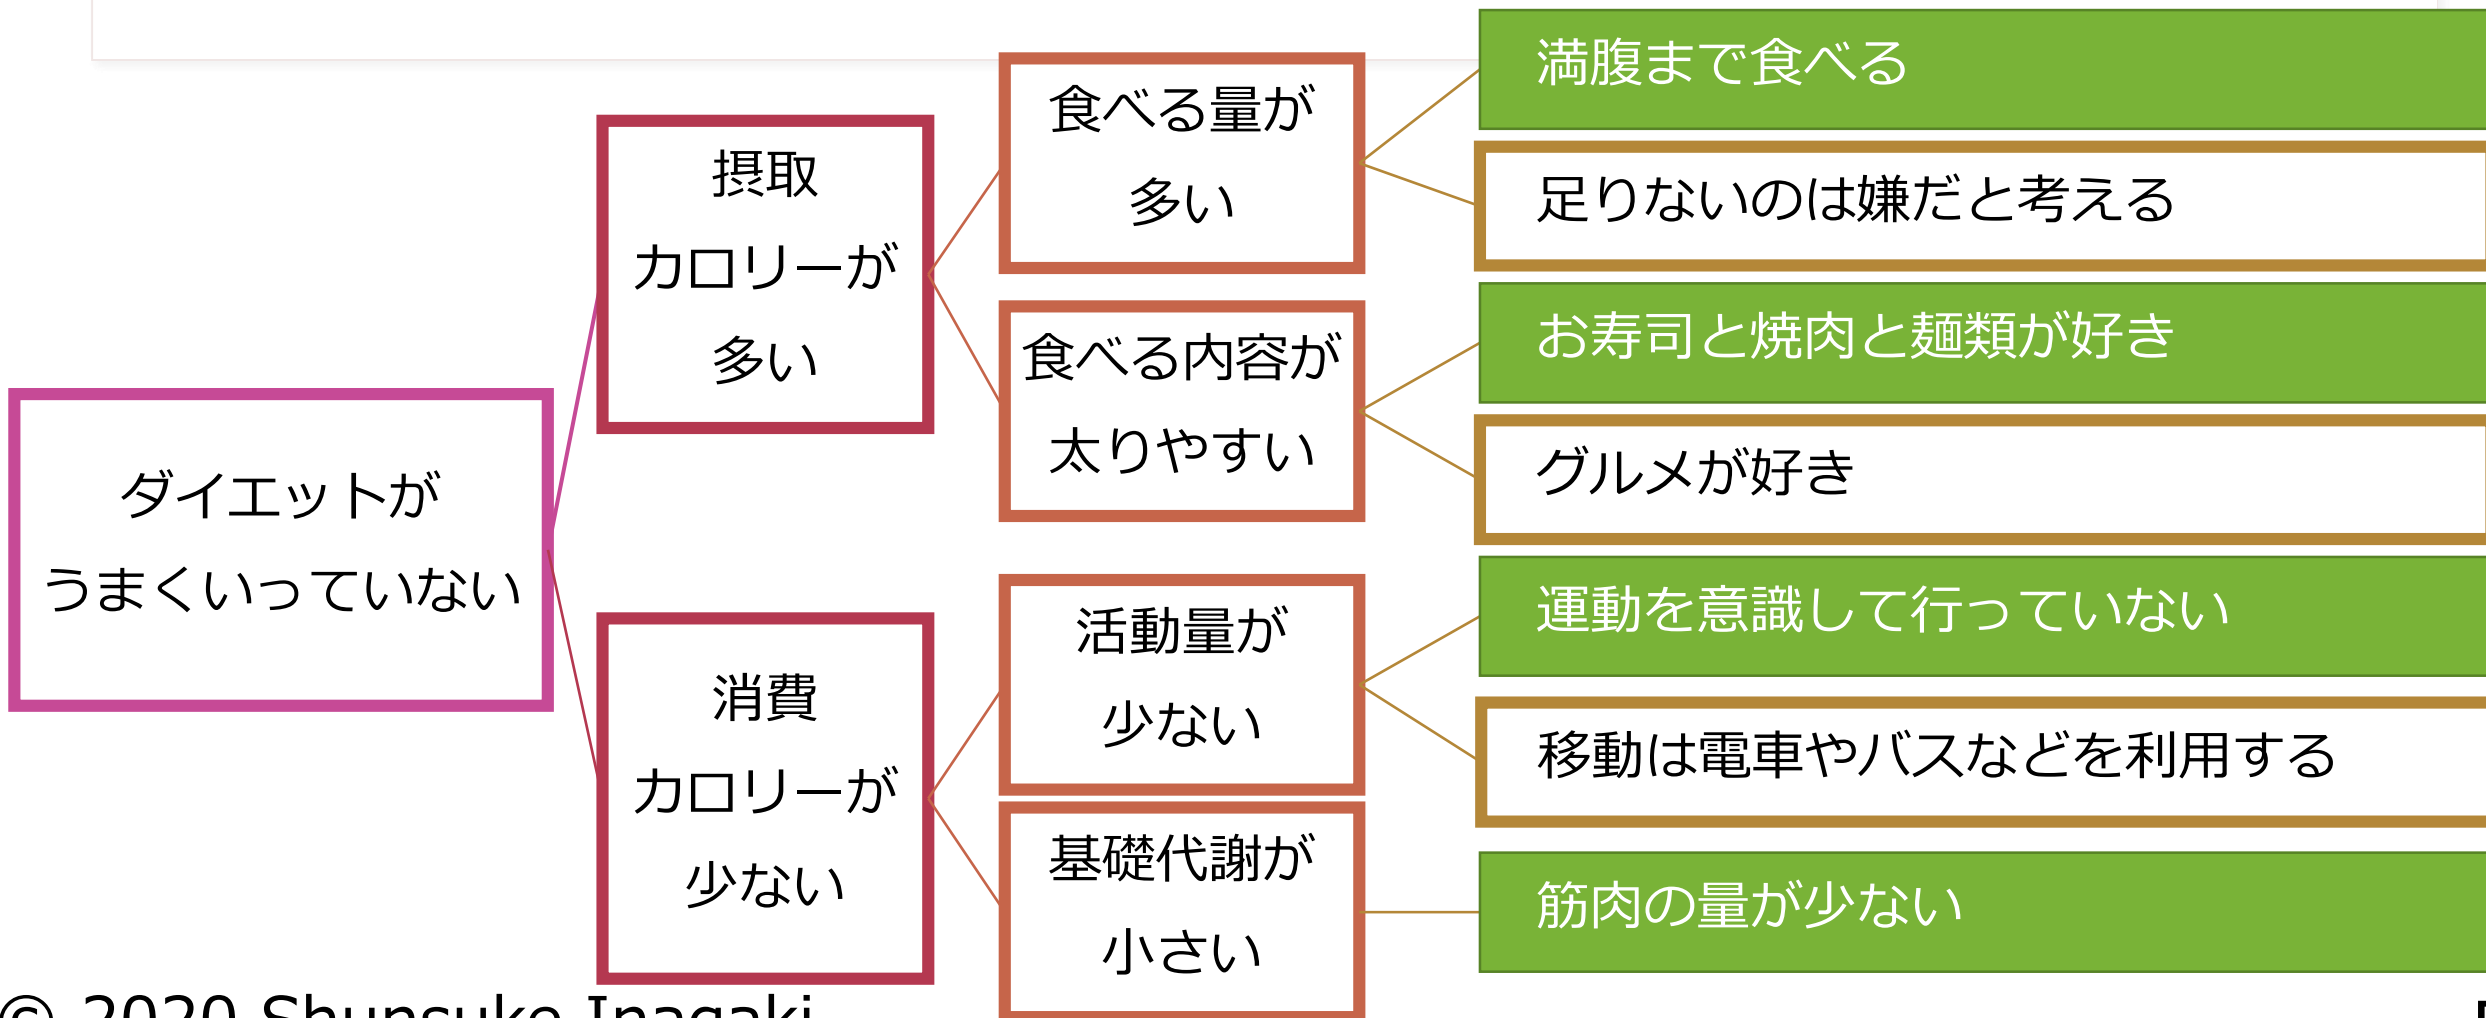 ダイエットが
うまくいっていない
摂取
カロリーが
多い
食べる量が
多い
満腹まで食べる
足りないのは嫌だと考える
食べる内容が
太りやすい
お寿司と焼肉と麺類が好き
グルメが好き
消費
カロリーが
少ない
活動量が
少ない
運動を意識して行っていない
移動は電車やバスなどを利用する
基礎代謝が
小さい
筋肉の量が少ない
© 2020 Shunsuke Inagaki